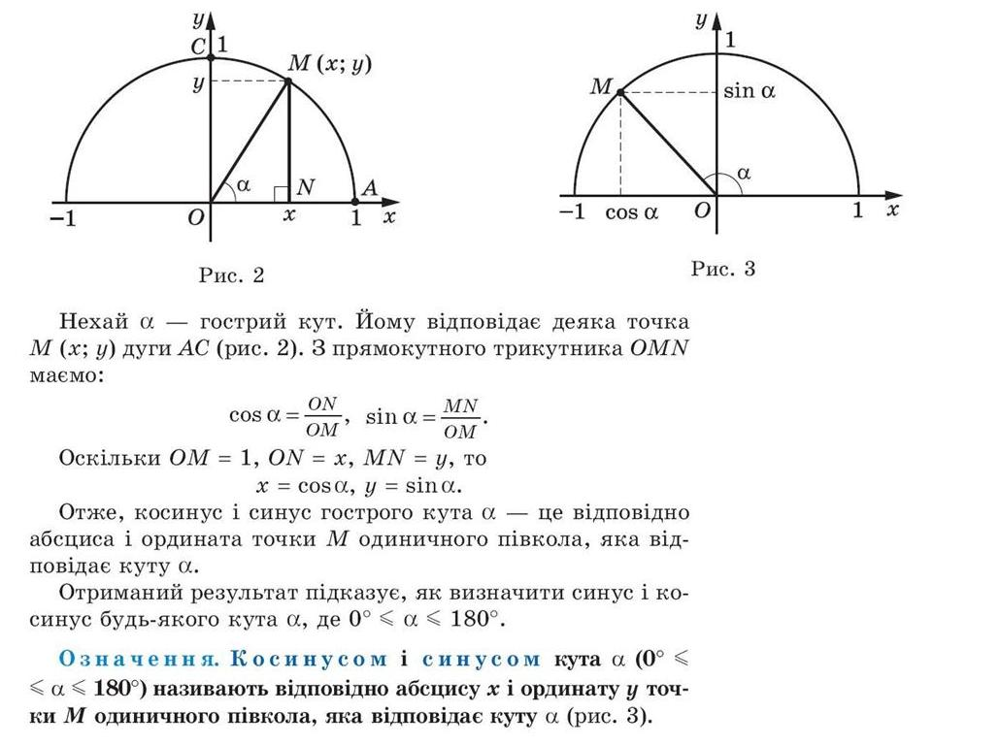 y
C 1
M (x; y)
y
α
N
A
−1
O
x
1
x
Рис. 2
y
1
M
sin α
α
−1
cos α
O
1
x
Рис. 3
Нехай α — гострий кут. Йому відповідає деяка точка
M (x; y) дуги AC (рис. 2). З прямокутного трикутника OMN
маємо:
cos α = ON/OM, sin α = MN/OM.
Оскільки OM = 1, ON = x, MN = y, то
x = cos α, y = sin α.
Отже, косинус і синус гострого кута α — це відповідно
абсциса і ордината точки M одиничного півкола, яка від-
повідає куту α.
Отриманий результат підказує, як визначити синус і ко-
синус будь-якого кута α, де 0° ⩽ α ⩽ 180°.
Означення. Косинусом і синусом кута α (0° ⩽
⩽ α ⩽ 180°) називають відповідно абсцису x і ординату y точ-
ки M одиничного півкола, яка відповідає куту α (рис. 3).